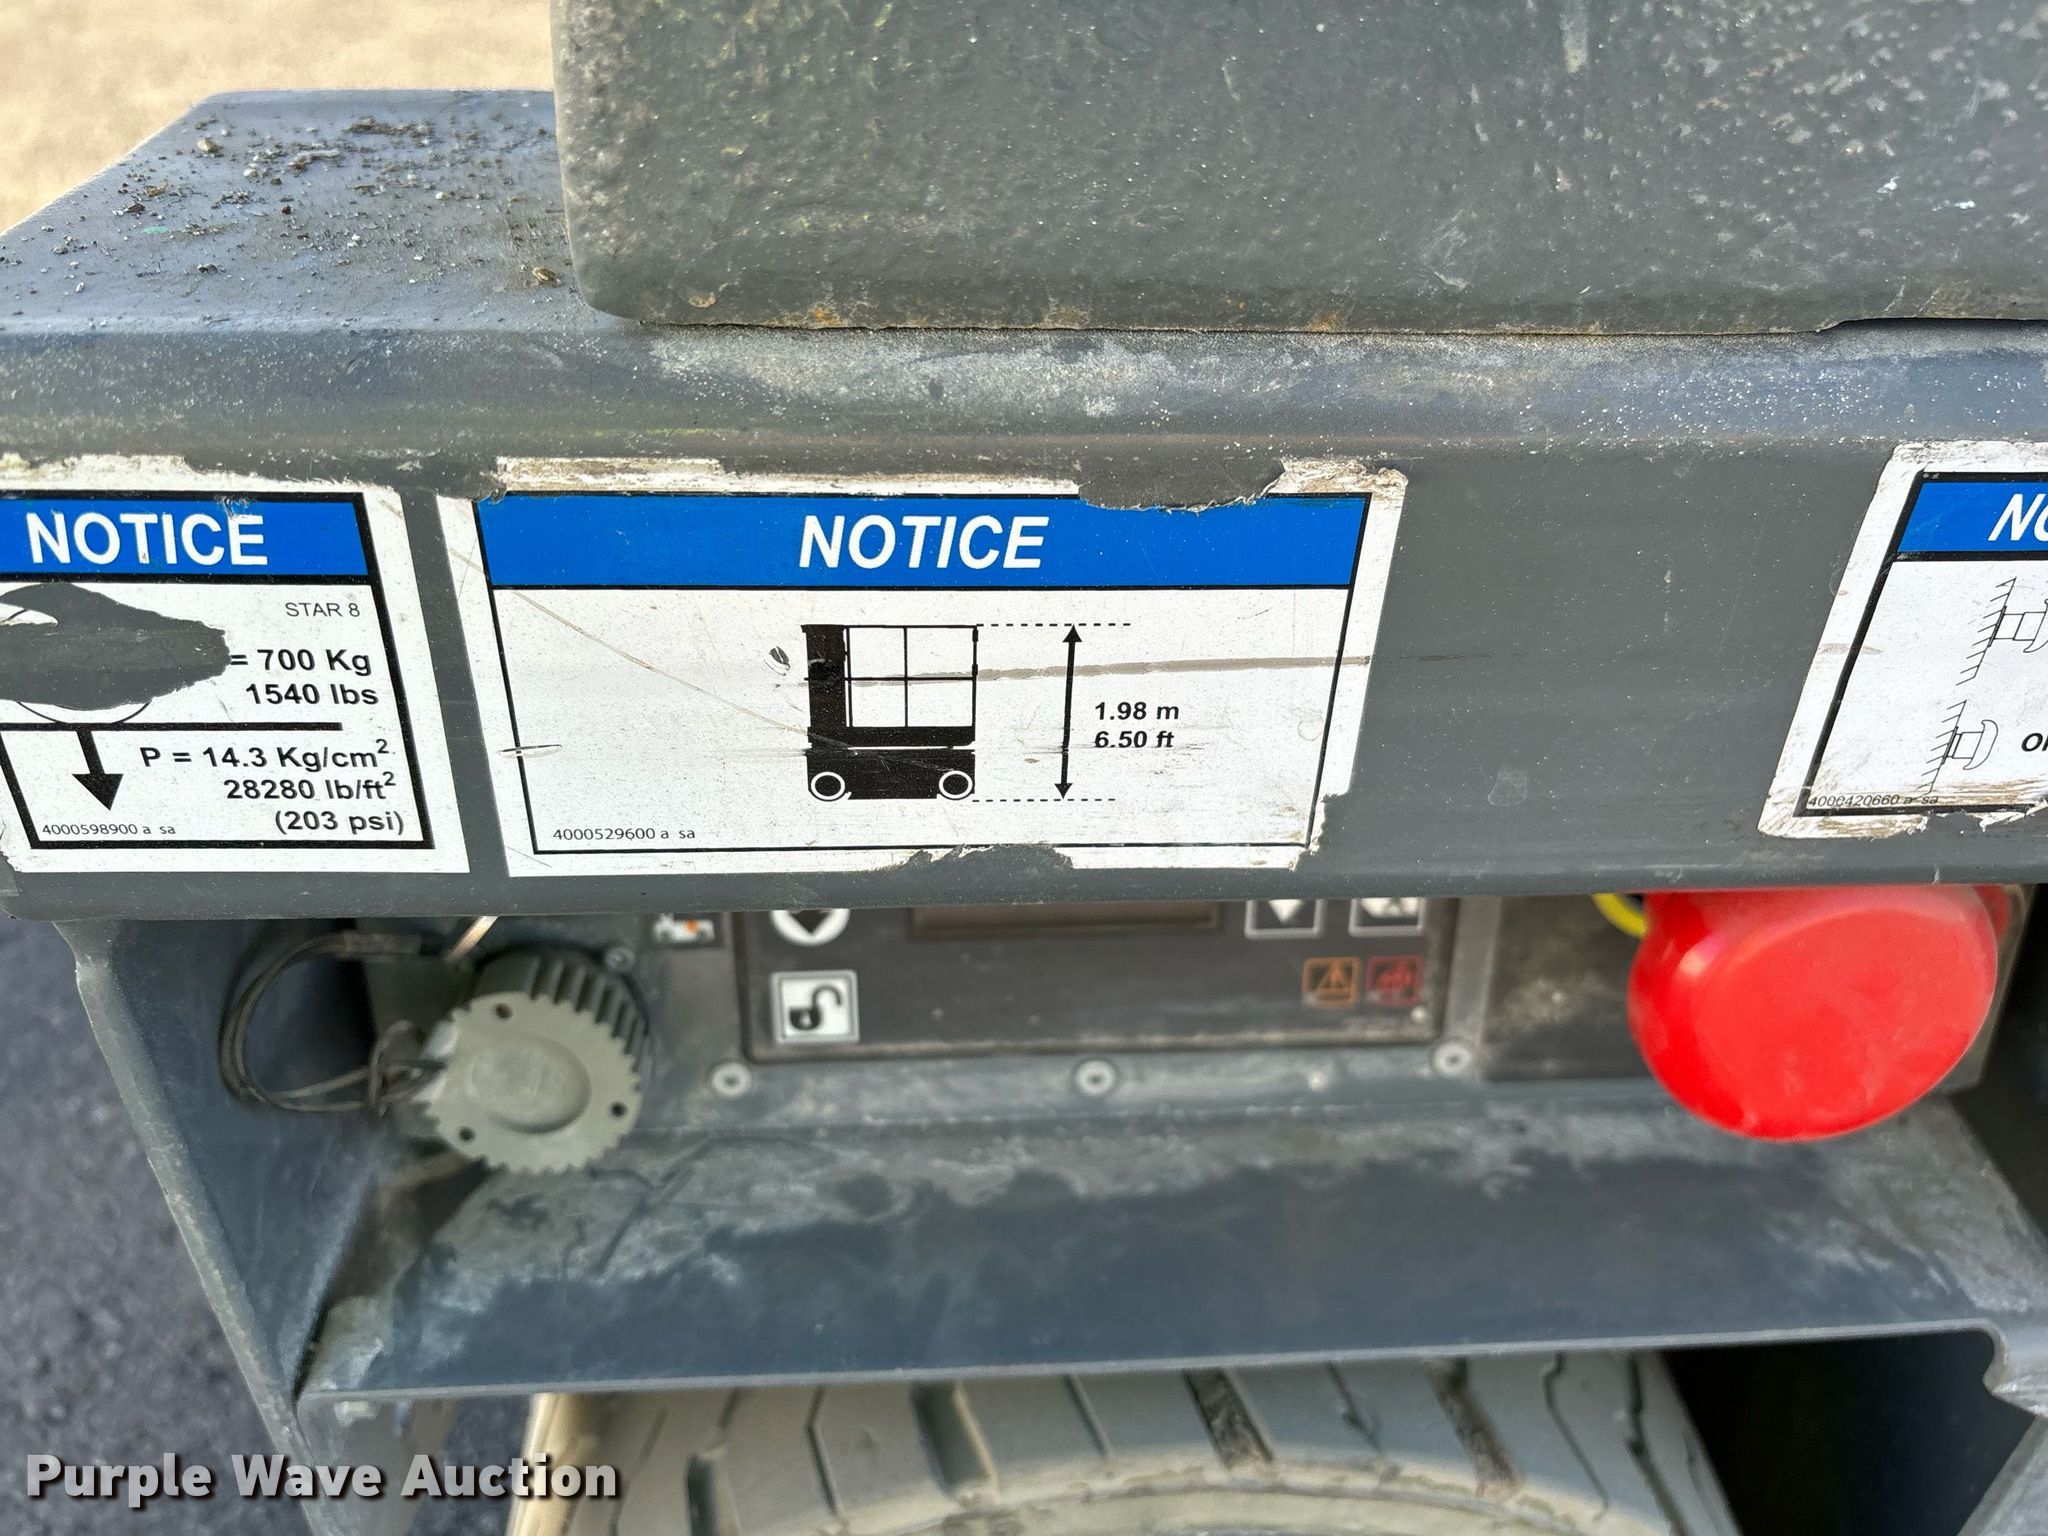 NOTICE
STAR 8
= 700 Kg
1540 lbs
P = 14.3 Kg/cm²
28280 lb/ft²
(203 psi)
4000598900 a sa
NOTICE
1.98 m
6.50 ft
4000529600 a sa
4000420660 a sa
Purple Wave Auction